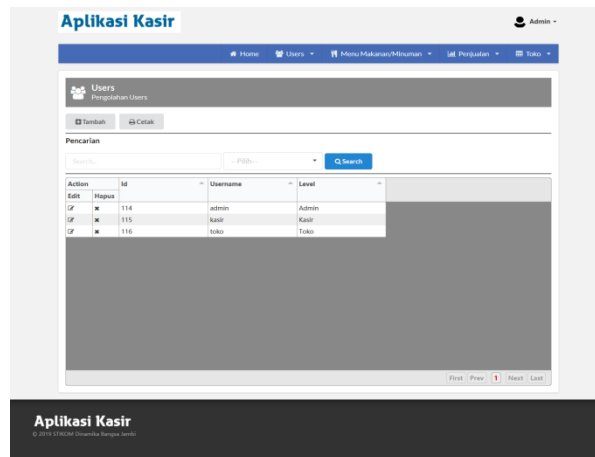 Aplikasi Kasir
Admin
Home Users Menu Makanan/Minuman Penjualan Toko
Users
Pengolahan Users
Tambah Cetak
Pencarian
Search.. --Pilih-- Search
Action Id Username Level
Edit Hapus
114 admin Admin
115 kasir Kasir
116 toko Toko
First Prev 1 Next Last
Aplikasi Kasir
© 2019 STIKOM Dinamika Bangsa Jambi